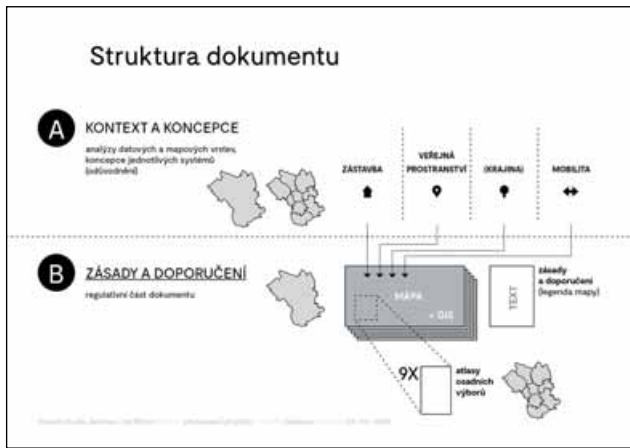 Struktura dokumentu
A
KONTEXT A KONCEPCE
analýzy datových a mapových vrstev,
koncepce jednotlivých systémů
(odůvodnění)
ZÁSTAVBA
VEŘEJNÁ
PROSTRANSTVÍ
(KRAJINA)
MOBILITA
B
ZÁSADY A DOPORUČENÍ
regulativní část dokumentu
MAPA
+ GIS
TEXT
zásady
a doporučení
(legenda mapy)
9X
atlasy
osadních
výborů